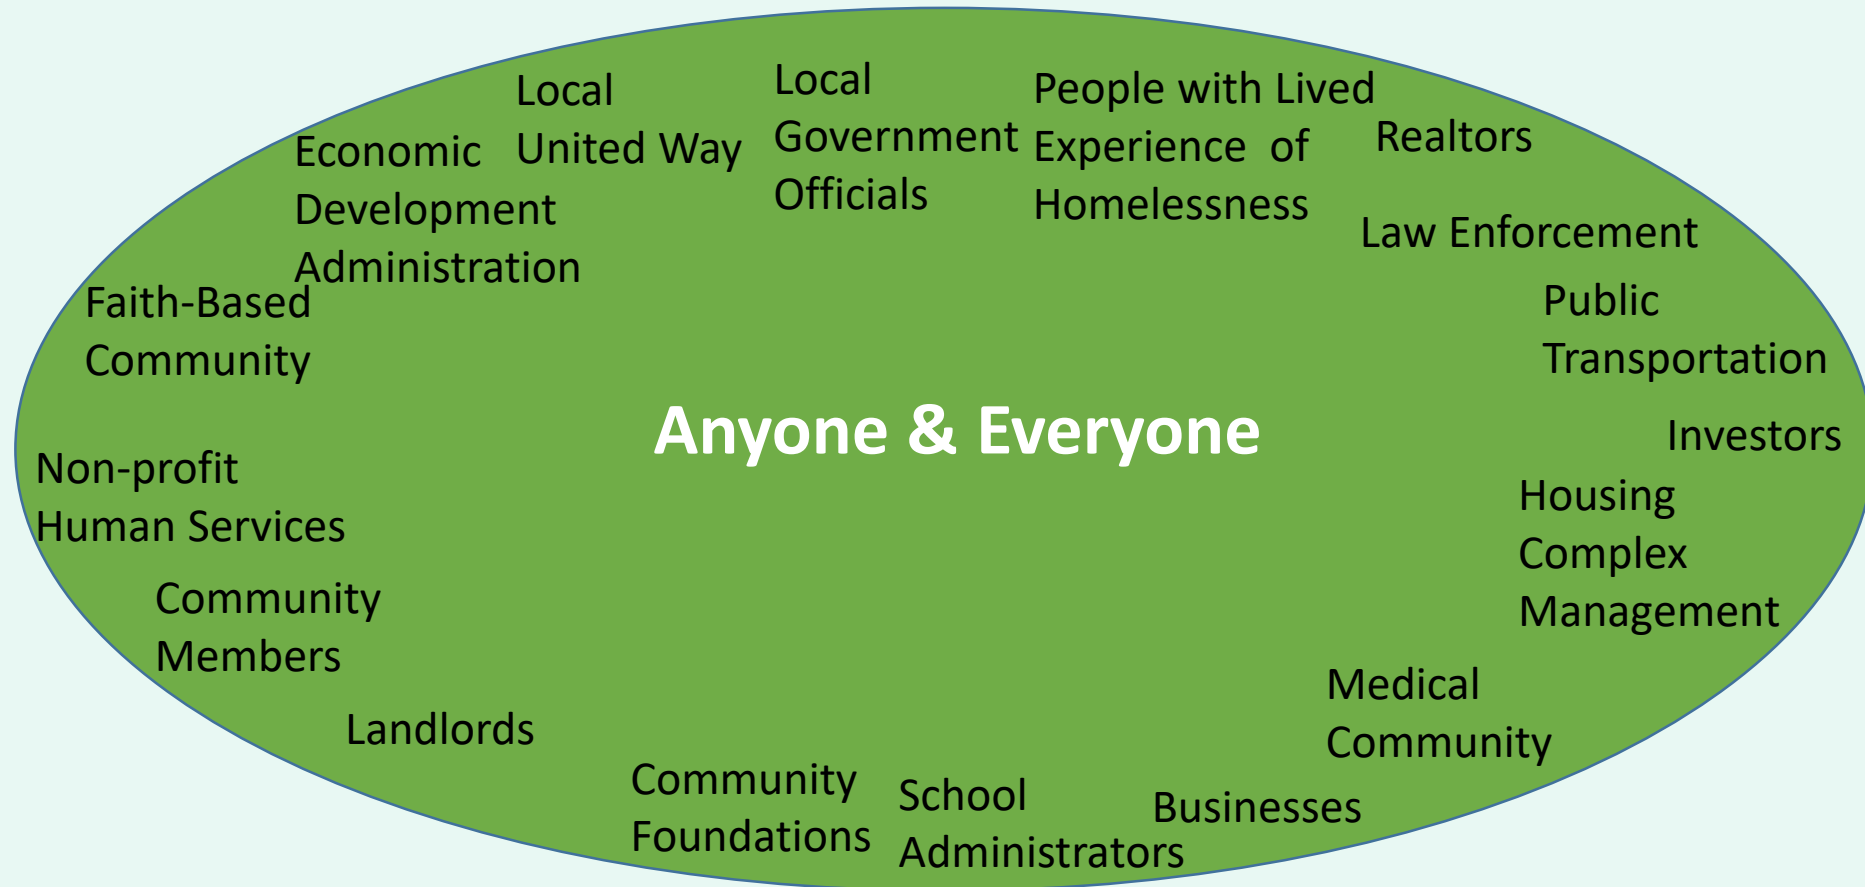 Local
United Way
Local
Government
Officials
People with Lived
Experience of
Homelessness
Realtors
Economic
Development
Administration
Law Enforcement
Faith-Based
Community
Public
Transportation
Anyone & Everyone
Investors
Non-profit
Human Services
Housing
Complex
Management
Community
Members
Medical
Community
Landlords
Community
Foundations
School
Administrators
Businesses